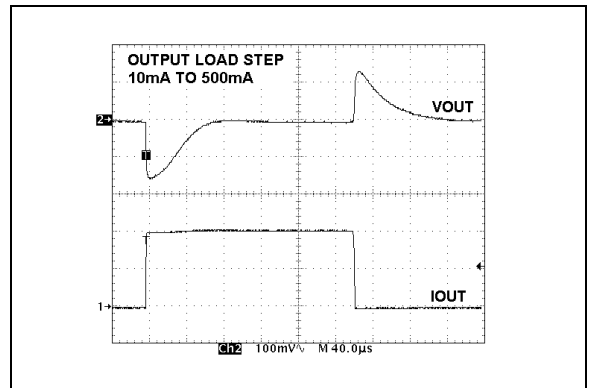 OUTPUT LOAD STEP
10mA TO 500mA
VOUT
2
T
T
1
IOUT
Ch2 100mV∿ M 40.0µs